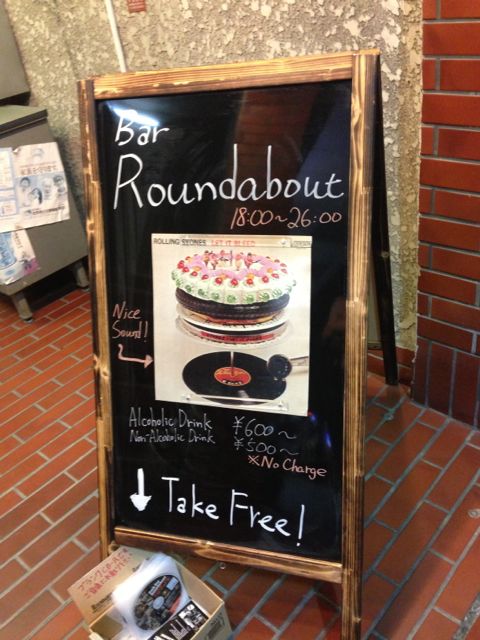 Bar
Roundabout
18:00~26:00
ROLLING STONES LET IT BLEED
Nice
Sound!
Alcoholic Drink ¥600~
Non-Alcoholic Drink ¥500~
※No Charge
↓ Take Free!